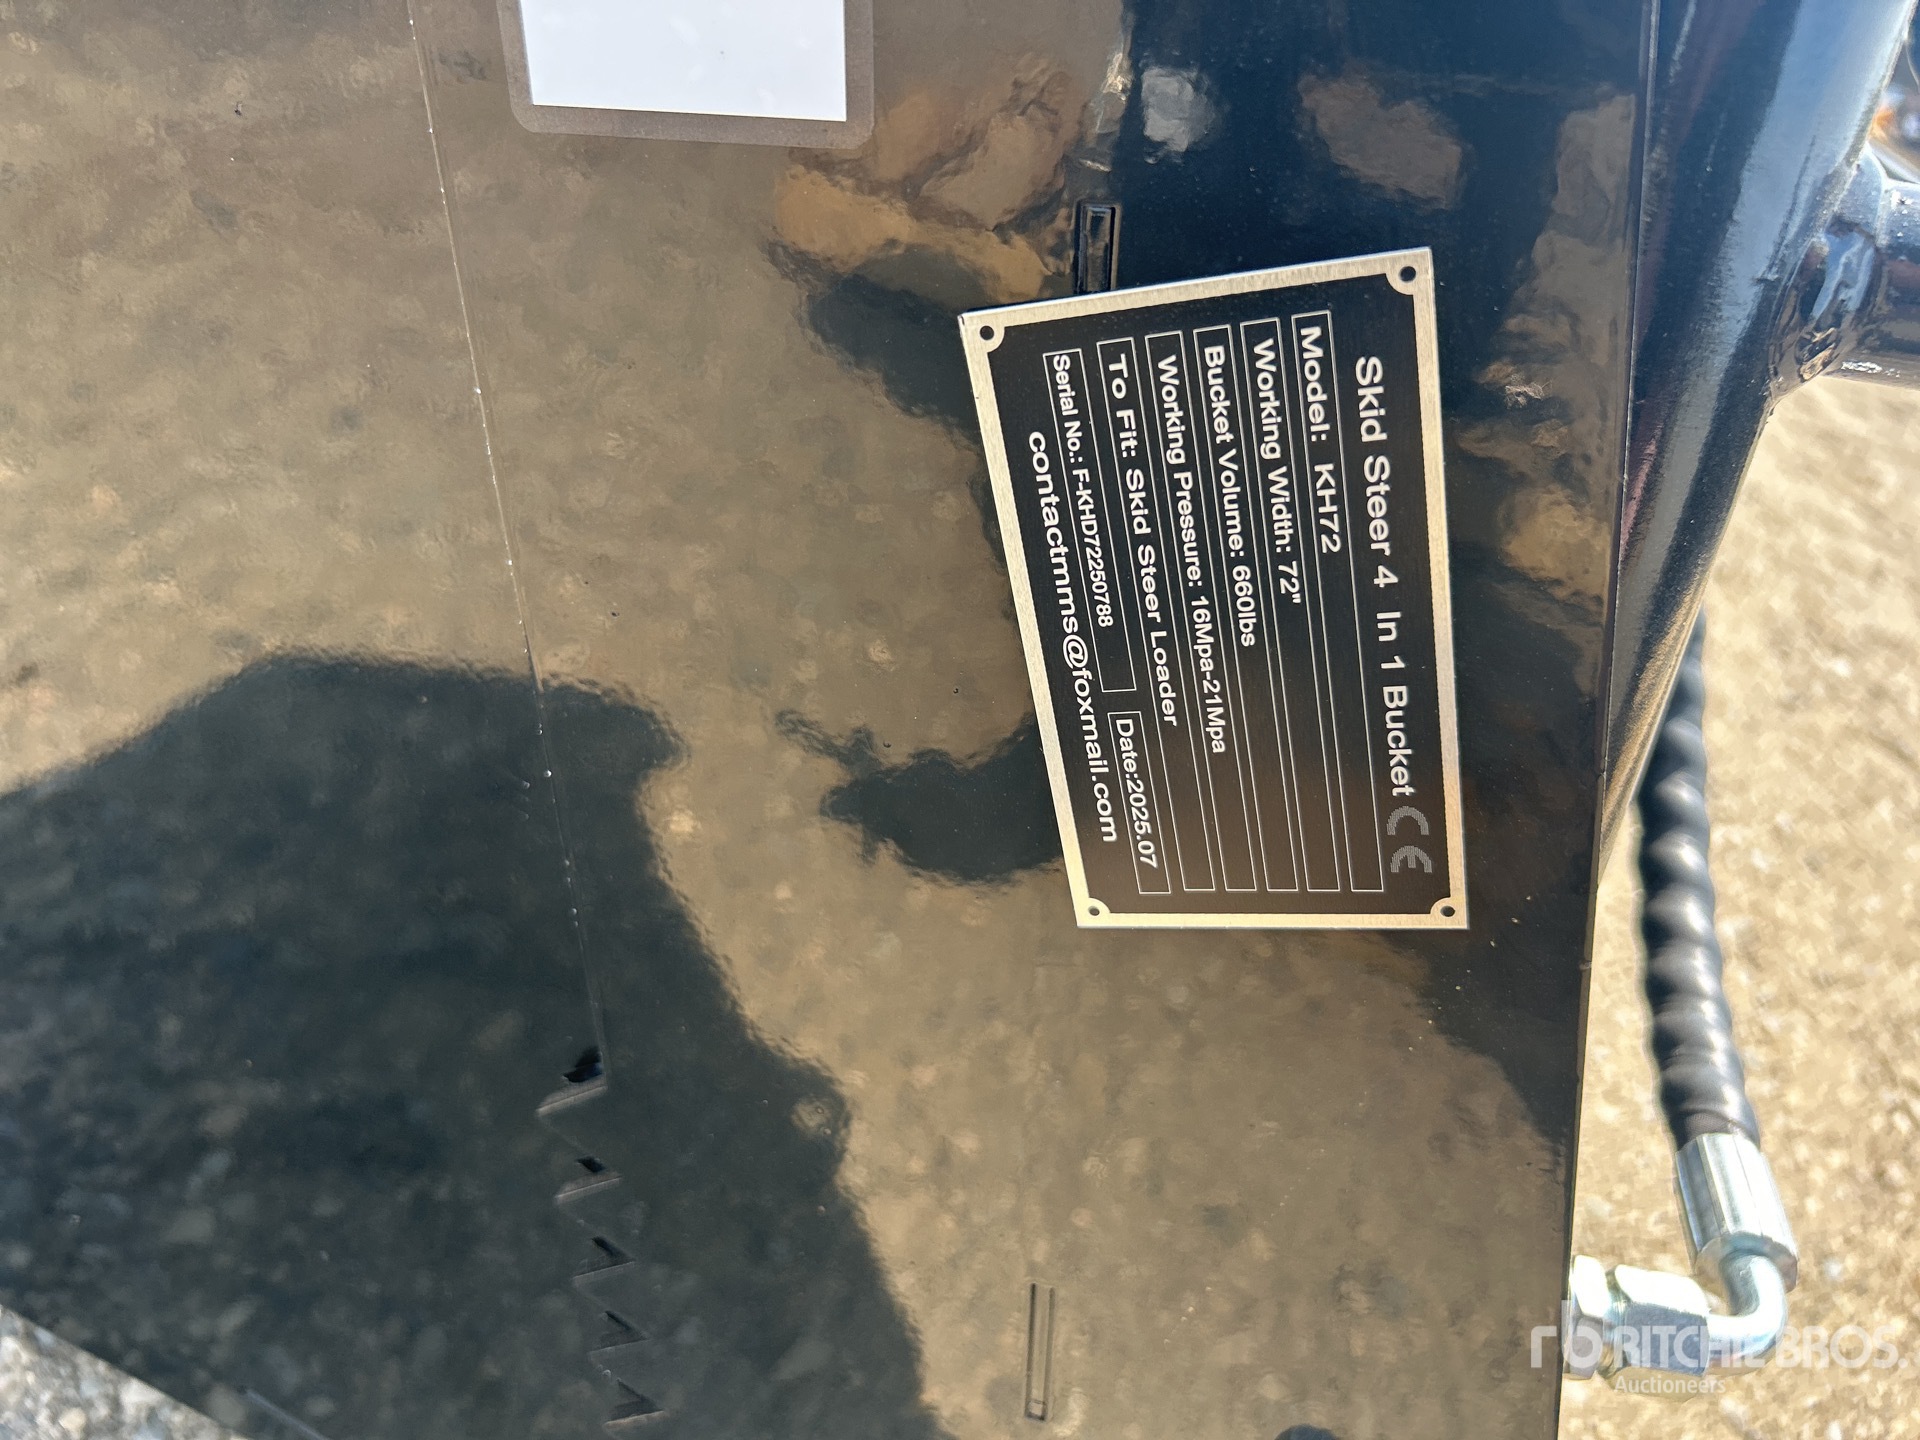 Skid Steer 4 In 1 Bucket CE
Model: KH72
Working Width: 72"
Bucket Volume: 660lbs
Working Pressure: 16Mpa-21Mpa
To Fit: Skid Steer Loader
Serial No.: F-KHD72250788 Date:2025.07
contactmms@foxmail.com
rb RITCHIE BROS.
Auctioneers